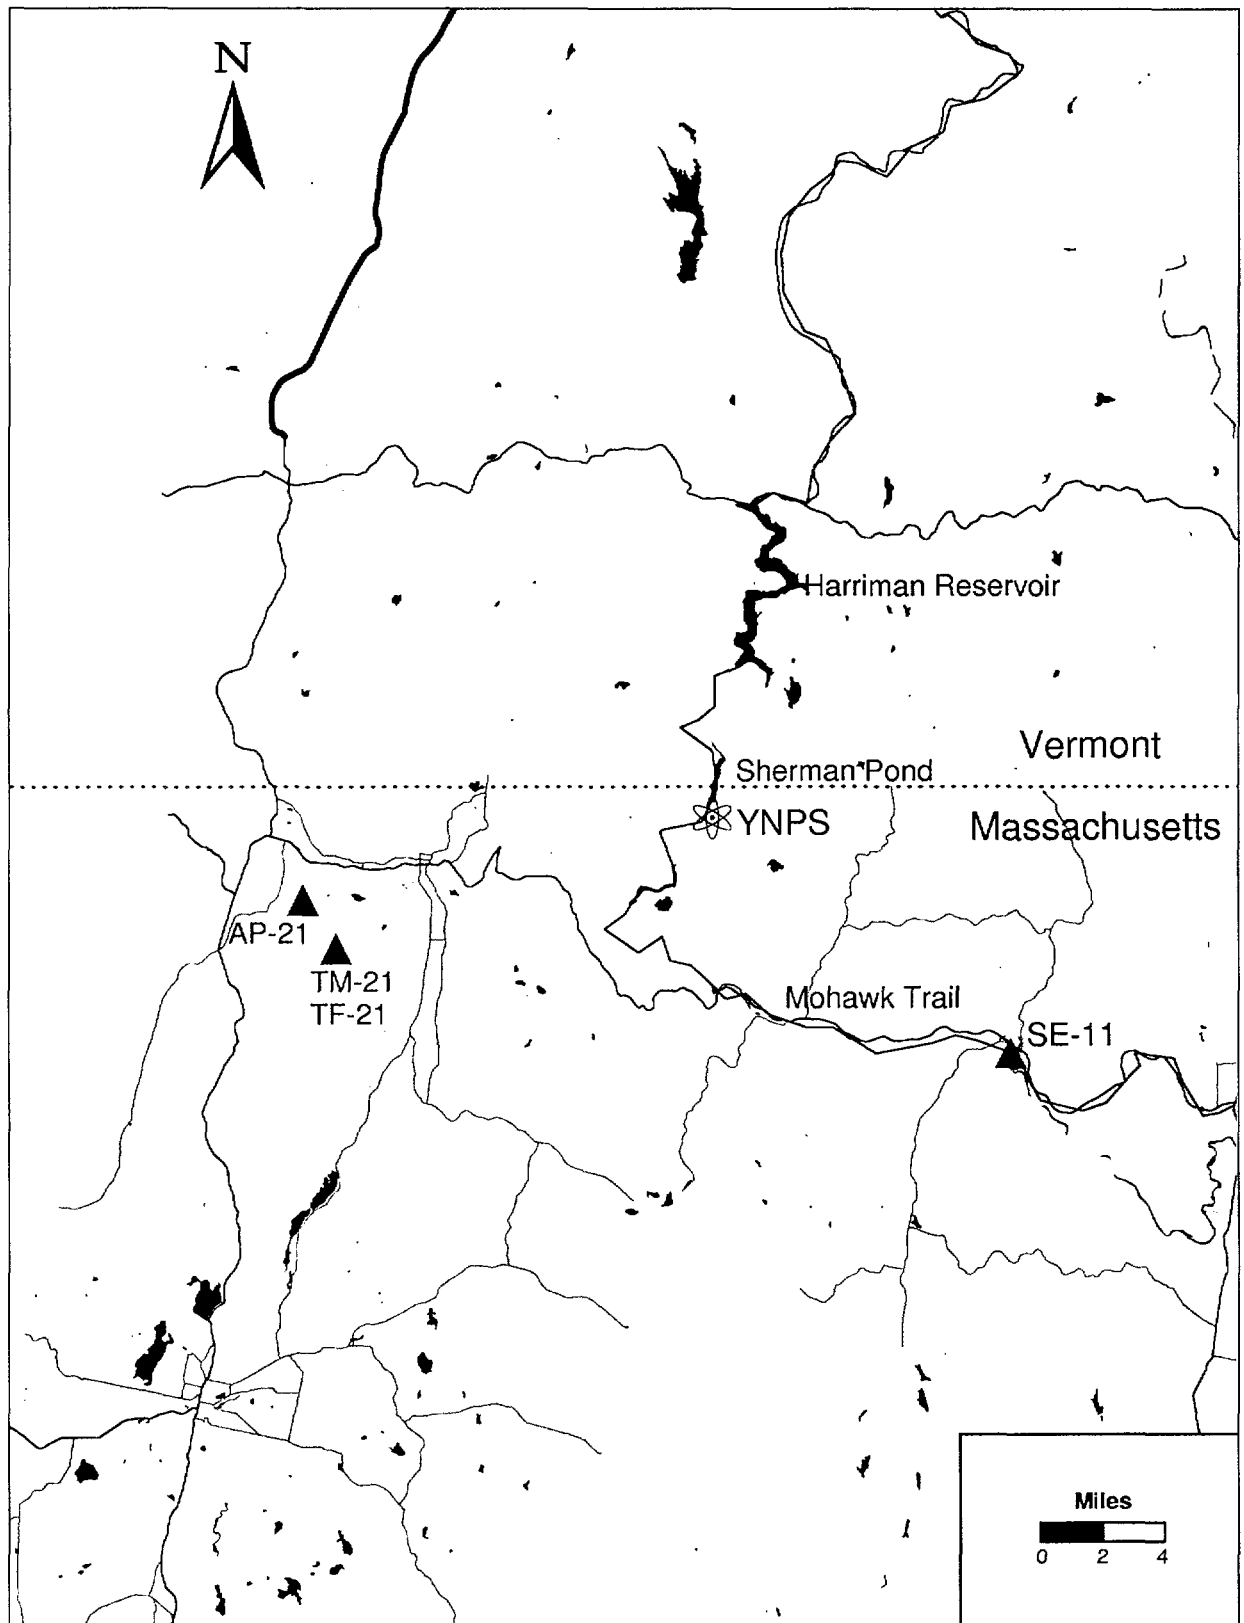 N
Harriman Reservoir
Vermont
Sherman Pond
YNPS
Massachusetts
AP-21
TM-21
TF-21
Mohawk Trail
SE-11
Miles
0 2 4